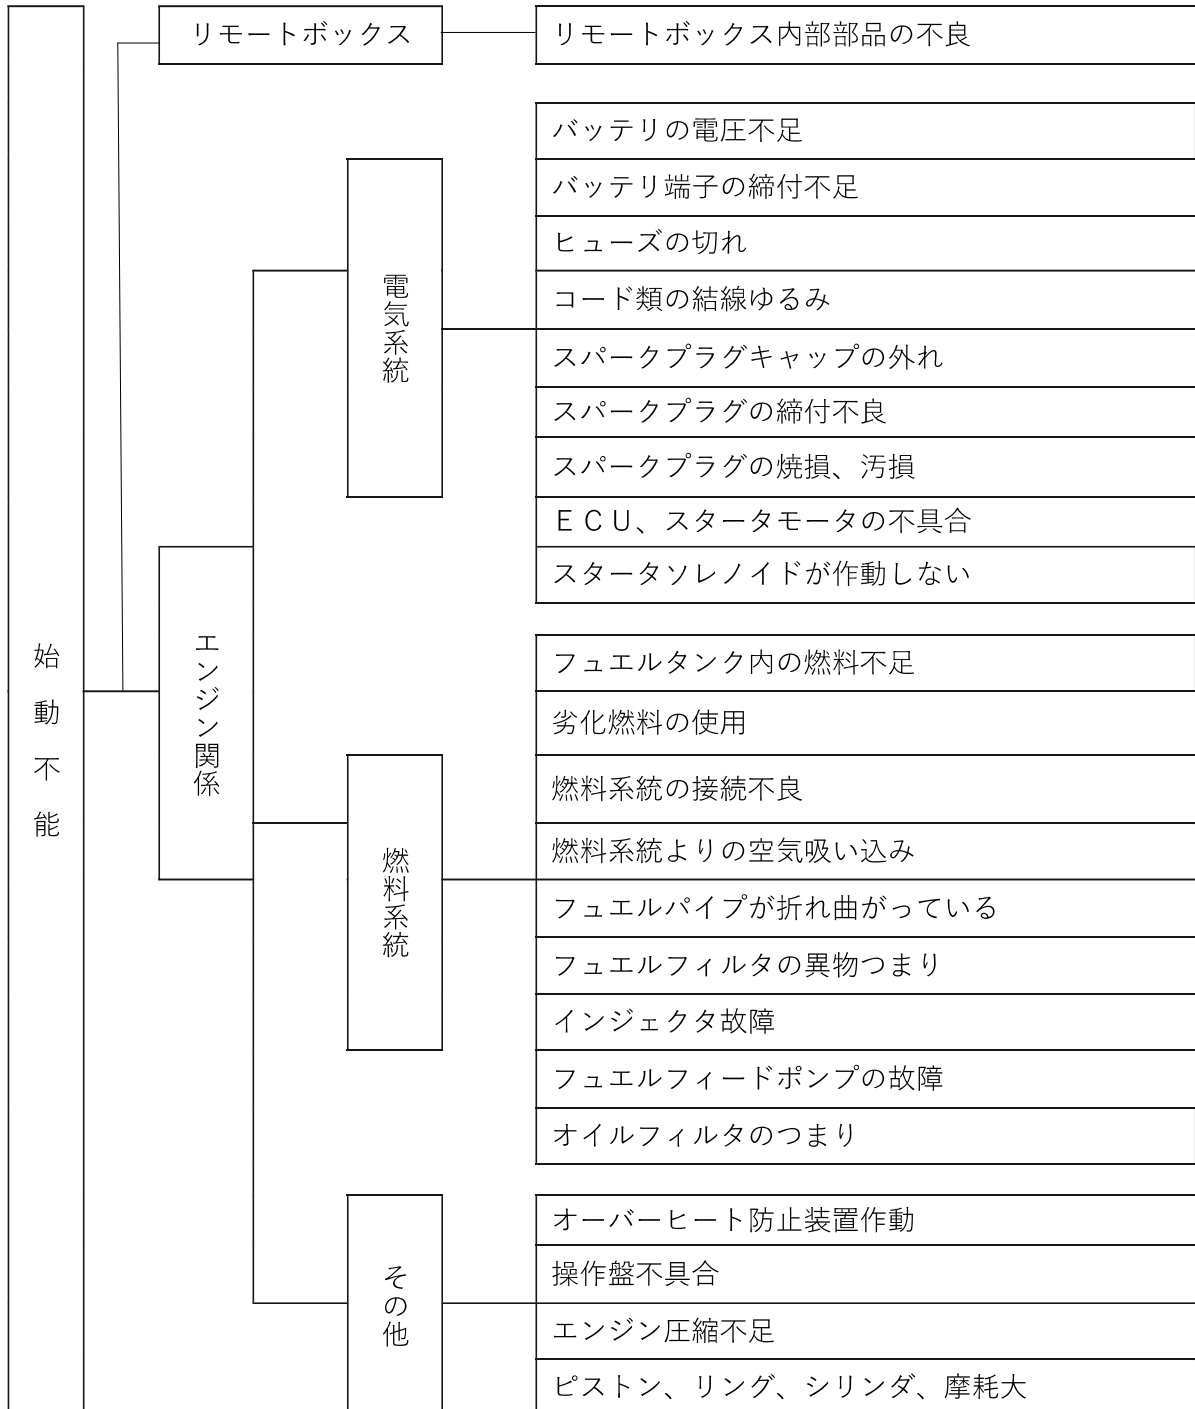 始動不能
リモートボックス
リモートボックス内部部品の不良
エンジン関係
電気系統
バッテリの電圧不足
バッテリ端子の締付不足
ヒューズの切れ
コード類の結線ゆるみ
スパークプラグキャップの外れ
スパークプラグの締付不良
スパークプラグの焼損、汚損
ＥＣＵ、スタータモータの不具合
スタータソレノイドが作動しない
燃料系統
フュエルタンク内の燃料不足
劣化燃料の使用
燃料系統の接続不良
燃料系統よりの空気吸い込み
フュエルパイプが折れ曲がっている
フュエルフィルタの異物つまり
インジェクタ故障
フュエルフィードポンプの故障
オイルフィルタのつまり
その他
オーバーヒート防止装置作動
操作盤不具合
エンジン圧縮不足
ピストン、リング、シリンダ、摩耗大